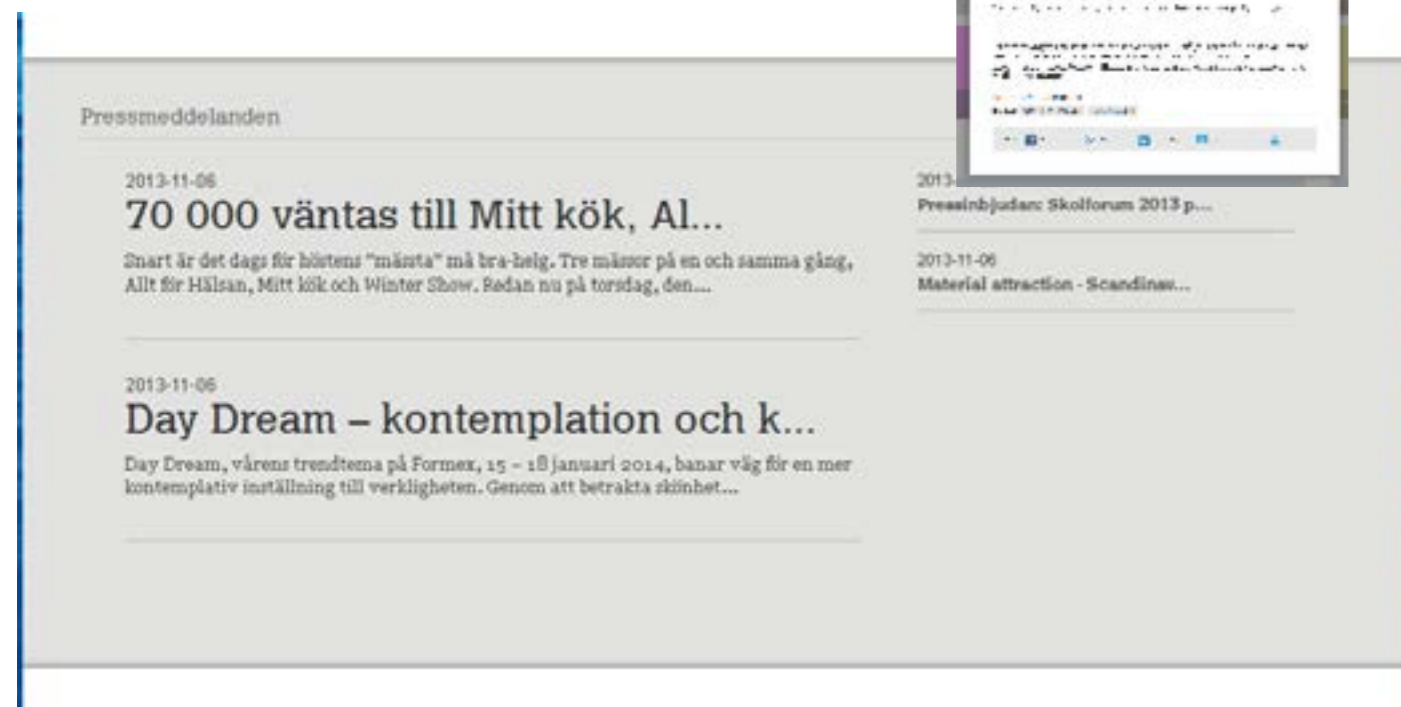 Pressmeddelanden
2013-11-06
70 000 väntas till Mitt kök, Al...
Snart är det dags för höstens "mässta" må bra-helg. Tre mässor på en och samma gång,
Allt för Hälsan, Mitt kök och Winter Show. Redan nu på torsdag, den....
2013-11-06
Day Dream – kontemplation och k...
Day Dream, vårens trendtema på Formex, 15 – 18 januari 2014, banar väg för en mer
kontemplativ inställning till verkligheten. Genom att betrakta skönhet...
2013-
Pressinbjudan: Skolforum 2013 p...
2013-11-06
Material attraction - Scandinav...